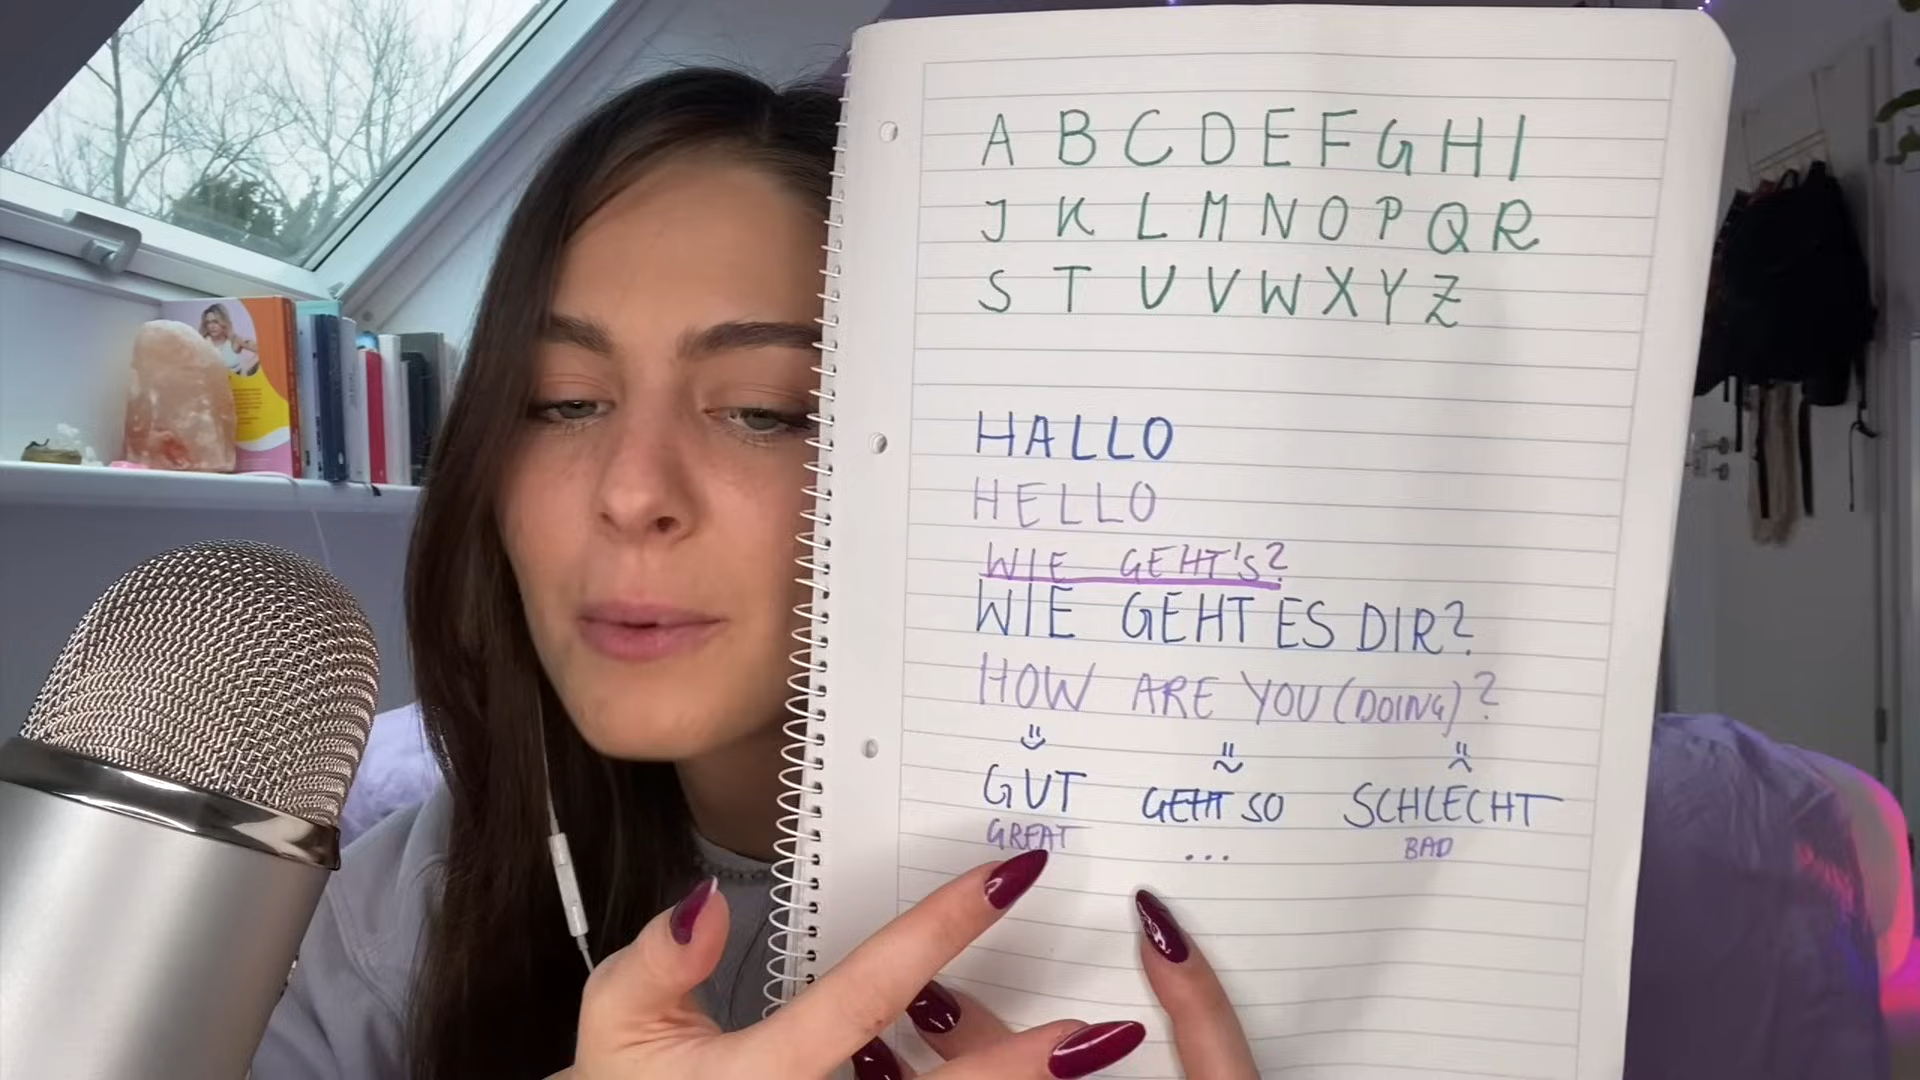 A B C D E F G H I
J K L M N O P Q R
S T U V W X Y Z
HALLO
HELLO
WIE GEHT'S?
WIE GEHT ES DIR?
HOW ARE YOU (DOING)?
GUT GEHT SO SCHLECHT
GREAT ... BAD